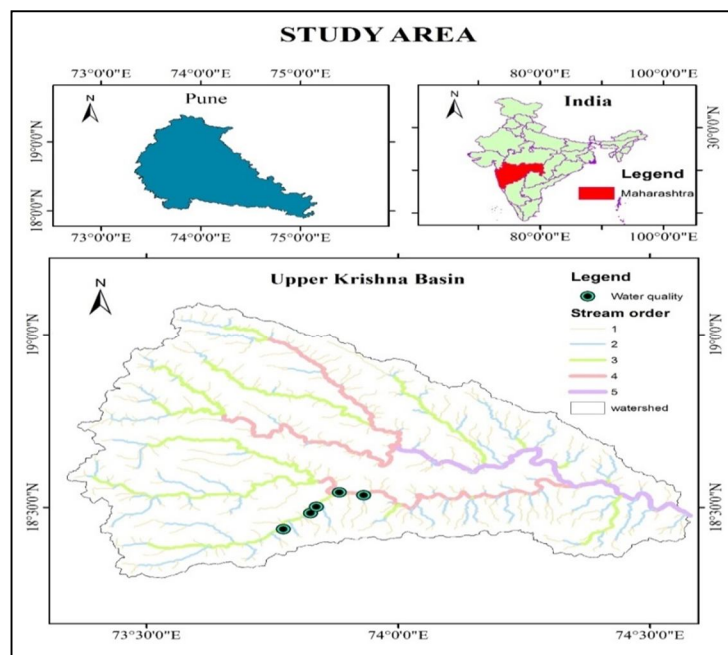 STUDY AREA
73°0'0"E 74°0'0"E 75°0'0"E
80°0'0"E 100°0'0"E
N
Pune
19°0'0"N
18°0'0"N
73°0'0"E 74°0'0"E 75°0'0"E
N
India
30°0'0"N
Legend
Maharashtra
80°0'0"E 100°0'0"E
N
Upper Krishna Basin
Legend
Water quality
Stream order
1
2
3
4
5
watershed
19°0'0"N
19°0'0"N
18°30'0"N
18°30'0"N
73°30'0"E 74°0'0"E 74°30'0"E